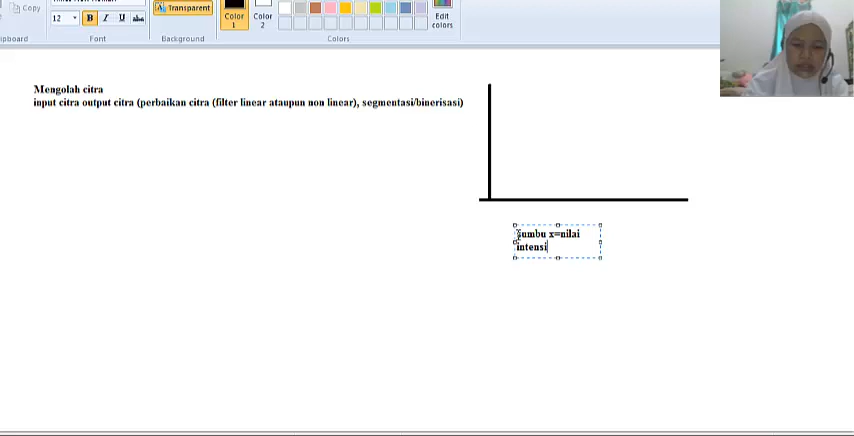 Copy
12
B I U abc
Transparent
Color
1
Color
2
Edit
colors
ipboard
Font
Background
Colors
Mengolah citra
input citra output citra (perbaikan citra (filter linear ataupun non linear), segmentasi/binerisasi)
sumbu x=nilai
intensi